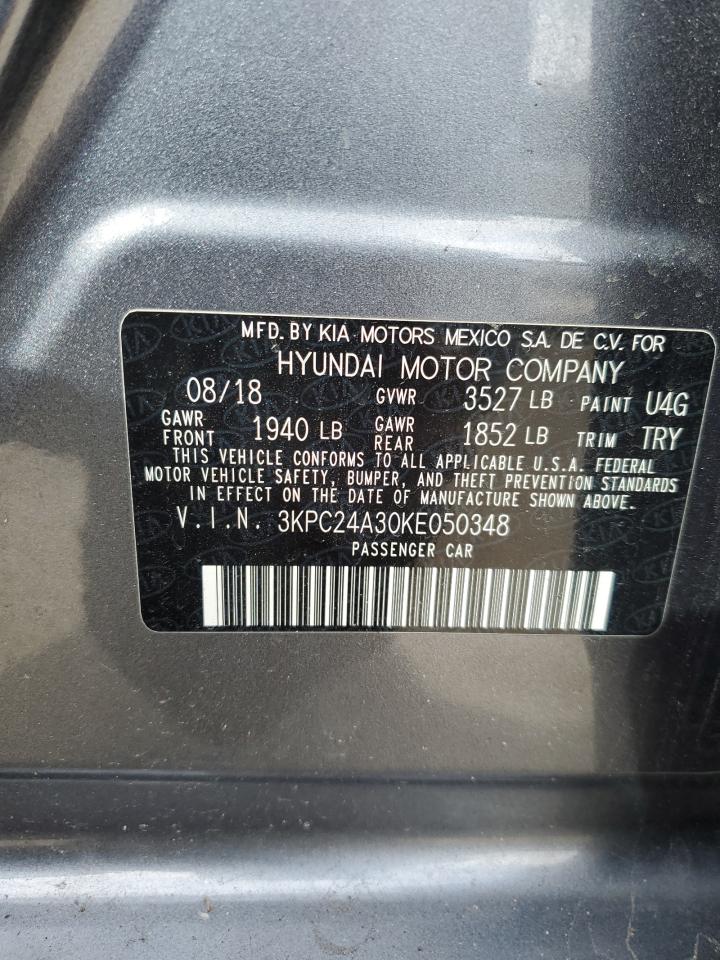 MFD. BY KIA MOTORS MEXICO S.A. DE C.V. FOR
HYUNDAI MOTOR COMPANY
08/18 GVWR 3527 LB PAINT U4G
GAWR FRONT 1940 LB GAWR REAR 1852 LB TRIM TRY
THIS VEHICLE CONFORMS TO ALL APPLICABLE U.S.A. FEDERAL
MOTOR VEHICLE SAFETY, BUMPER, AND THEFT PREVENTION STANDARDS
IN EFFECT ON THE DATE OF MANUFACTURE SHOWN ABOVE.
V.I.N. 3KPC24A30KE050348
PASSENGER CAR